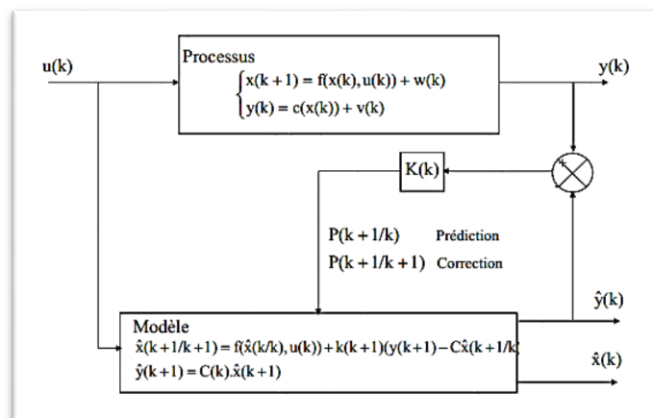 Processus
u(k)
x(k+1) = f(x(k),u(k)) + w(k)
y(k) = c(x(k)) + v(k)
y(k)
K(k)
P(k+1/k) Prédiction
P(k+1/k+1) Correction
ŷ(k)
Modèle
x̂(k+1/k+1) = f(x̂(k/k),u(k)) + k(k+1)(y(k+1)−Cx̂(k+1/k
ŷ(k+1) = C(k).x̂(k+1)
x̂(k)